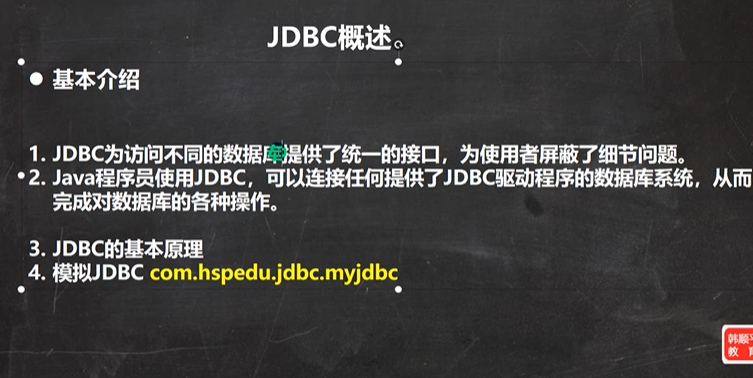 JDBC概述
基本介绍
1. JDBC为访问不同的数据库提供了统一的接口，为使用者屏蔽了细节问题。
2. Java程序员使用JDBC，可以连接任何提供了JDBC驱动程序的数据库系统，从而
完成对数据库的各种操作。
3. JDBC的基本原理
4. 模拟JDBC com.hspedu.jdbc.myjdbc
韩顺
教